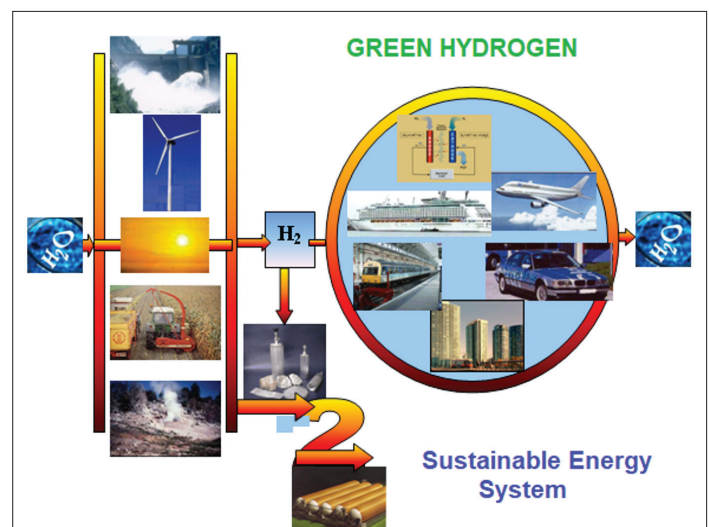 GREEN HYDROGEN
H₂O
H₂
H₂O
Sustainable Energy
System